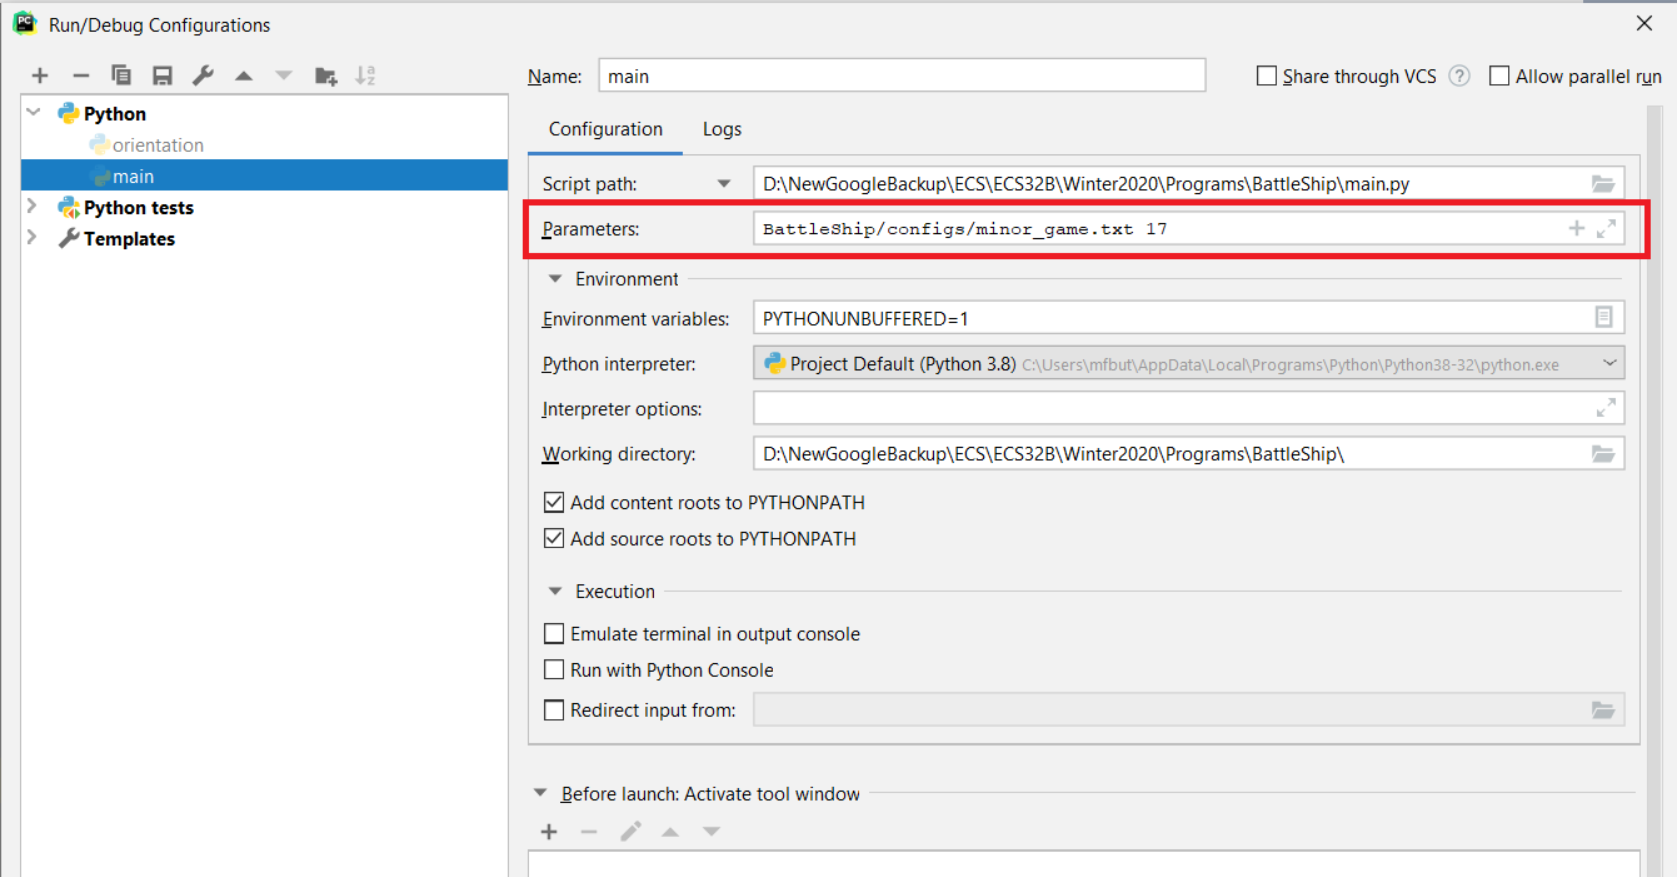 Run/Debug Configurations
Name: main Share through VCS ? Allow parallel run
Python
orientation
main
Python tests
Templates
Configuration Logs
Script path: D:\NewGoogleBackup\ECS\ECS32B\Winter2020\Programs\BattleShip\main.py
Parameters: BattleShip/configs/minor_game.txt 17
Environment
Environment variables: PYTHONUNBUFFERED=1
Python interpreter: Project Default (Python 3.8) C:\Users\mfbut\AppData\Local\Programs\Python\Python38-32\python.exe
Interpreter options:
Working directory: D:\NewGoogleBackup\ECS\ECS32B\Winter2020\Programs\BattleShip\
Add content roots to PYTHONPATH
Add source roots to PYTHONPATH
Execution
Emulate terminal in output console
Run with Python Console
Redirect input from:
Before launch: Activate tool window